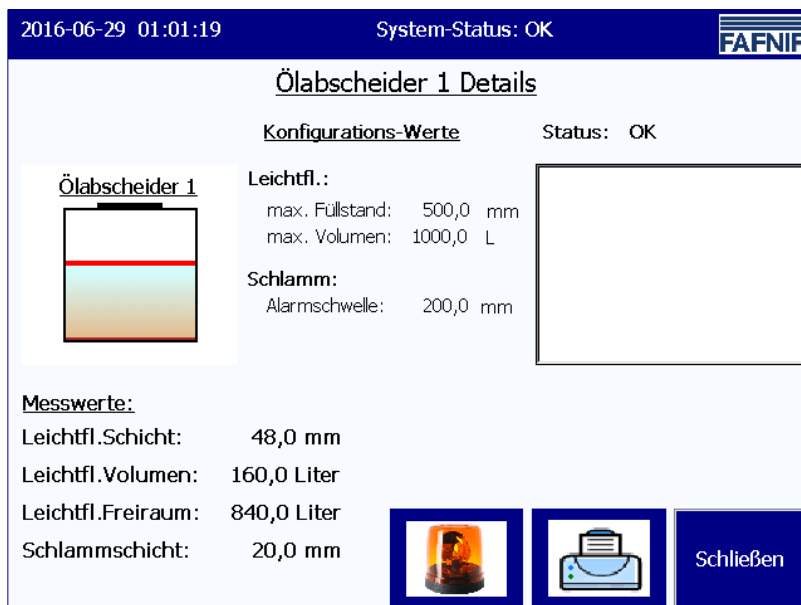 2016-06-29 01:01:19 System-Status: OK FAFNIR
Ölabscheider 1 Details
Konfigurations-Werte Status: OK
Ölabscheider 1
Leichtfl.:
max. Füllstand: 500,0 mm
max. Volumen: 1000,0 L
Schlamm:
Alarmschwelle: 200,0 mm
Messwerte:
Leichtfl.Schicht: 48,0 mm
Leichtfl.Volumen: 160,0 Liter
Leichtfl.Freiraum: 840,0 Liter
Schlammschicht: 20,0 mm
Schließen